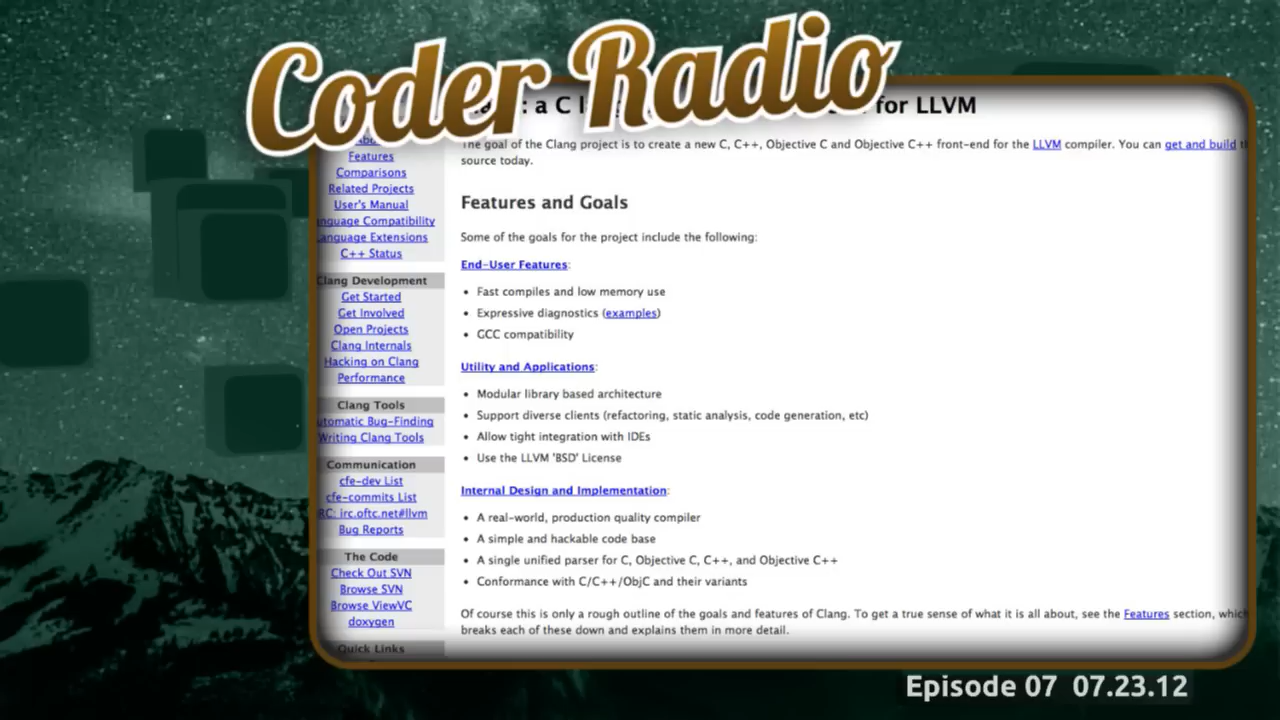 Coder Radio
: a C
for LLVM
The goal of the Clang project is to create a new C, C++, Objective C and Objective C++ front-end for the LLVM compiler. You can get and build
source today.
Features
Comparisons
Related Projects
User's Manual
Compatibility
Extensions
C++ Status
Clang Development
Get Started
Get Involved
Open Projects
Clang Internals
Hacking on Clang
Performance
Clang Tools
Bug-Finding
Writing Clang Tools
Communication
cfe-dev List
cfe-commits List
irc.oftc.net#llvm
Bug Reports
The Code
Check Out SVN
Browse SVN
Browse ViewVC
doxygen
Quick Links
Features and Goals
Some of the goals for the project include the following:
End-User Features:
• Fast compiles and low memory use
• Expressive diagnostics (examples)
• GCC compatibility
Utility and Applications:
• Modular library based architecture
• Support diverse clients (refactoring, static analysis, code generation, etc)
• Allow tight integration with IDEs
• Use the LLVM 'BSD' License
Internal Design and Implementation:
• A real-world, production quality compiler
• A simple and hackable code base
• A single unified parser for C, Objective C, C++, and Objective C++
• Conformance with C/C++/ObjC and their variants
Of course this is only a rough outline of the goals and features of Clang. To get a true sense of what it is all about, see the Features section,
breaks each of these down and explains them in more detail.
Episode 07 07.23.12